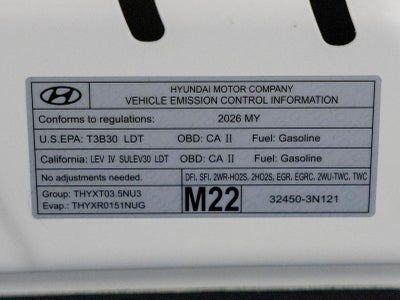 HYUNDAI MOTOR COMPANY
VEHICLE EMISSION CONTROL INFORMATION
Conforms to regulations: 2026 MY
U.S.EPA: T3B30 LDT OBD: CA II Fuel: Gasoline
California: LEV IV SULEV30 LDT OBD: CA II Fuel: Gasoline
No adjustments needed. DFI, SFI, 2WR-HO2S, 2HO2S, EGR, EGRC, 2WU-TWC, TWC
Group: THYXT03.5NU3
Evap.: THYXR0151NUG
M22 32450-3N121